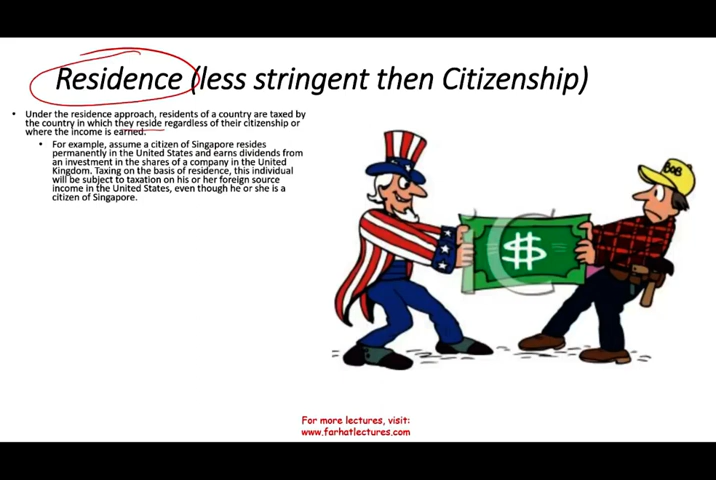 Residence (less stringent then Citizenship)
• Under the residence approach, residents of a country are taxed by
the country in which they reside regardless of their citizenship or
where the income is earned.
• For example, assume a citizen of Singapore resides
permanently in the United States and earns dividends from
an investment in the shares of a company in the United
Kingdom. Taxing on the basis of residence, this individual
will be subject to taxation on his or her foreign source
income in the United States, even though he or she is a
citizen of Singapore.
BOB
$
For more lectures, visit:
www.farhatlectures.com